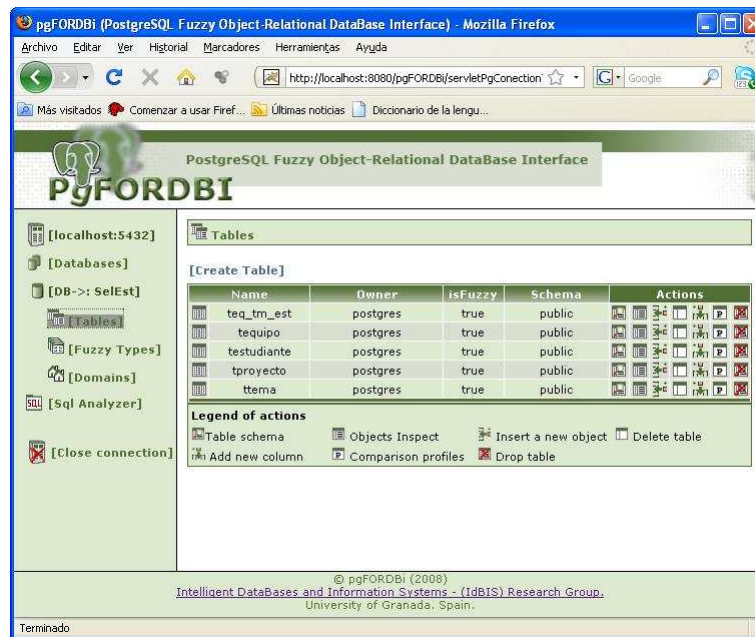 pgFORDBi (PostgreSQL Fuzzy Object-Relational DataBase Interface) - Mozilla Firefox
Archivo Editar Ver Historial Marcadores Herramientas Ayuda
http://localhost:8080/pgFORDBi/servletPgConection
Google
Más visitados Comenzar a usar Firef... Últimas noticias Diccionario de la lengu...
PostgreSQL Fuzzy Object-Relational DataBase Interface
PgFORDBI
[localhost:5432]
[Databases]
[DB->: SelEst]
[Tables]
[Fuzzy Types]
[Domains]
[Sql Analyzer]
[Close connection]
Tables
[Create Table]
Name Owner isFuzzy Schema Actions
teq_tm_est postgres true public
tequipo postgres true public
testudiante postgres true public
tproyecto postgres true public
ttema postgres true public
Legend of actions
Table schema Objects Inspect Insert a new object Delete table
Add new column Comparison profiles Drop table
© pgFORDBi (2008)
Intelligent DataBases and Information Systems - (IdBIS) Research Group.
University of Granada. Spain.
Terminado